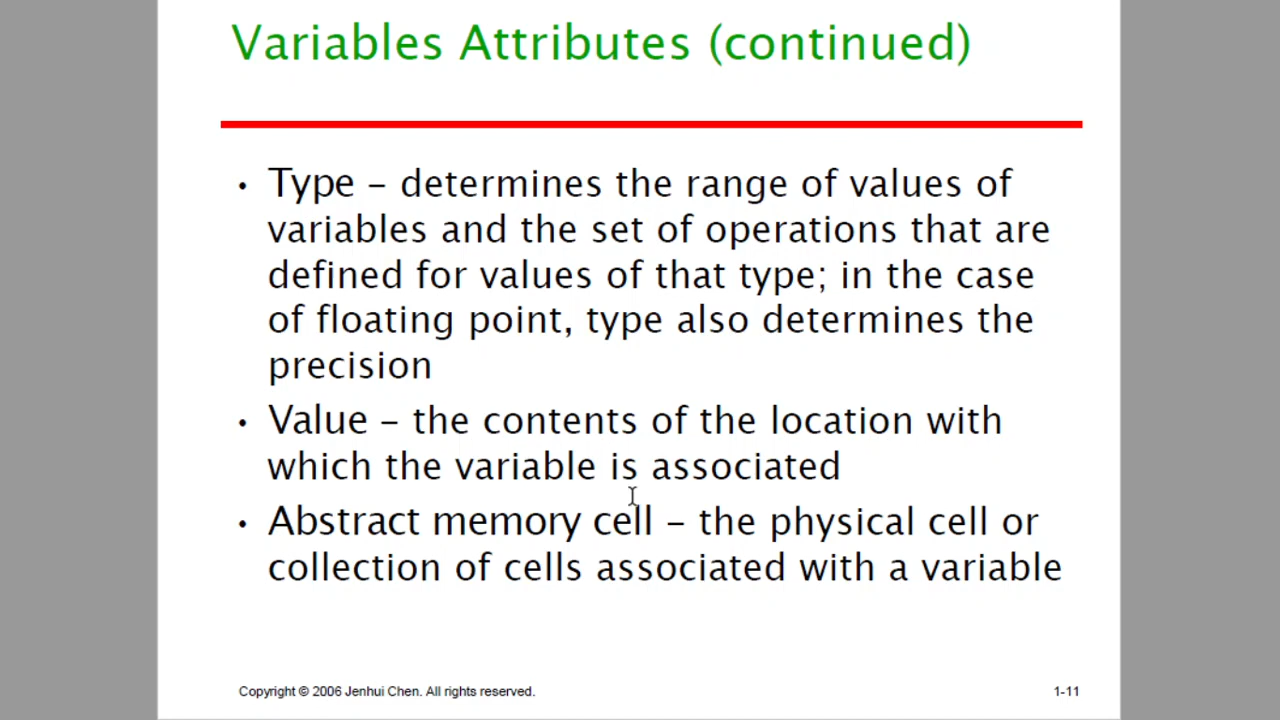 Variables Attributes (continued)
• Type – determines the range of values of
variables and the set of operations that are
defined for values of that type; in the case
of floating point, type also determines the
precision
• Value – the contents of the location with
which the variable is associated
• Abstract memory cell – the physical cell or
collection of cells associated with a variable
Copyright © 2006 Jenhui Chen. All rights reserved.
1-11